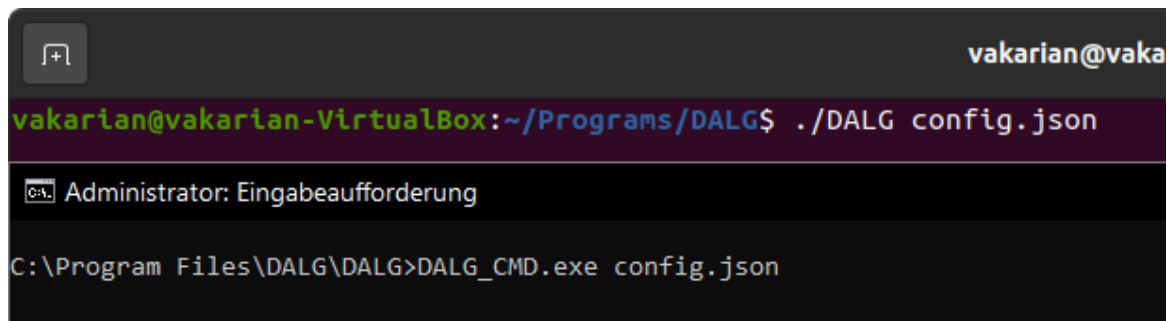 vakarian@vaka
vakarian@vakarian-VirtualBox:~/Programs/DALG$ ./DALG config.json
Administrator: Eingabeaufforderung
C:\Program Files\DALG\DALG>DALG_CMD.exe config.json